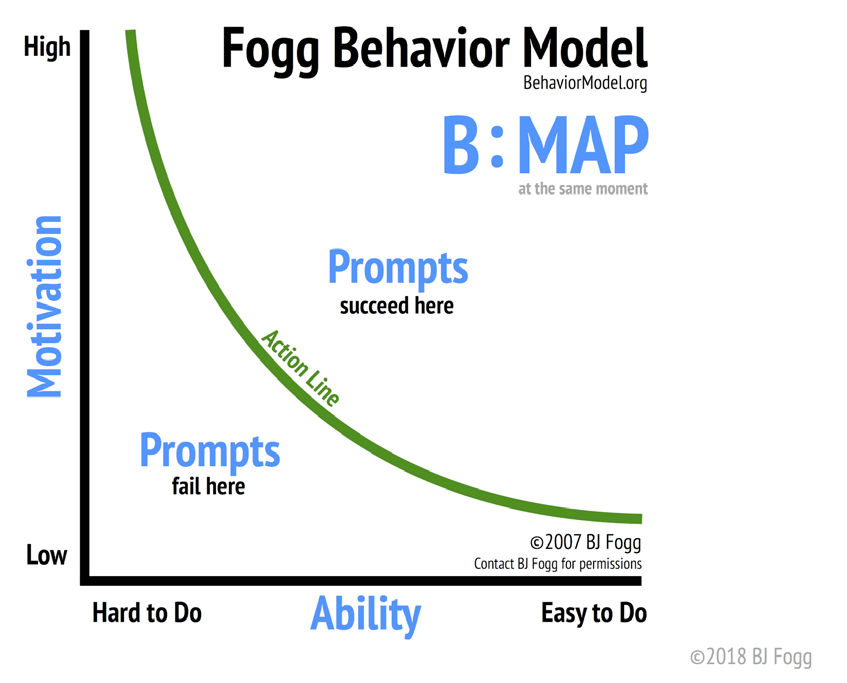 Fogg Behavior Model
BehaviorModel.org
B:MAP
at the same moment
High
Motivation
Low
Prompts
succeed here
Action Line
Prompts
fail here
©2007 BJ Fogg
Contact BJ Fogg for permissions
Hard to Do
Ability
Easy to Do
©2018 BJ Fogg